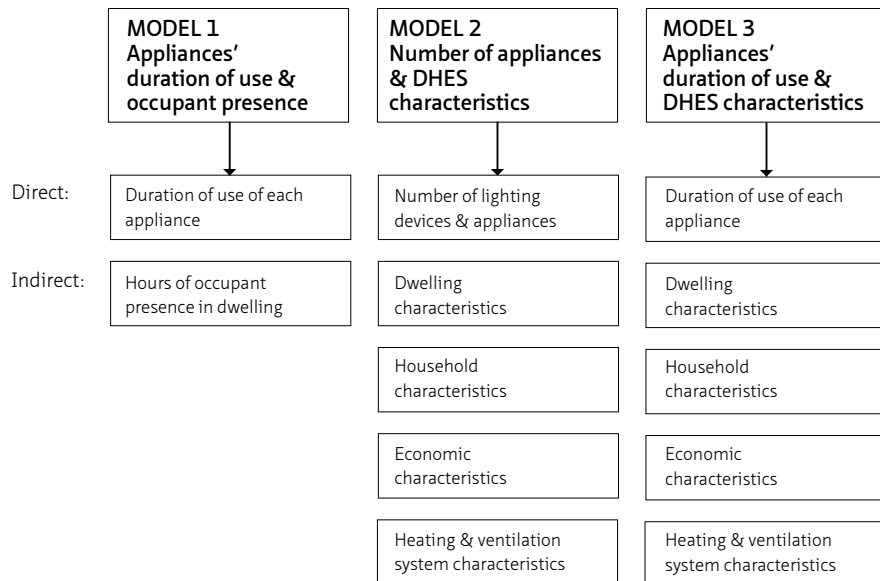 MODEL 1
Appliances’
duration of use &
occupant presence
MODEL 2
Number of appliances
& DHES
characteristics
MODEL 3
Appliances’
duration of use &
DHES characteristics
Direct:
Duration of use of each
appliance
Number of lighting
devices & appliances
Duration of use of each
appliance
Indirect:
Hours of occupant
presence in dwelling
Dwelling
characteristics
Dwelling
characteristics
Household
characteristics
Household
characteristics
Economic
characteristics
Economic
characteristics
Heating & ventilation
system characteristics
Heating & ventilation
system characteristics